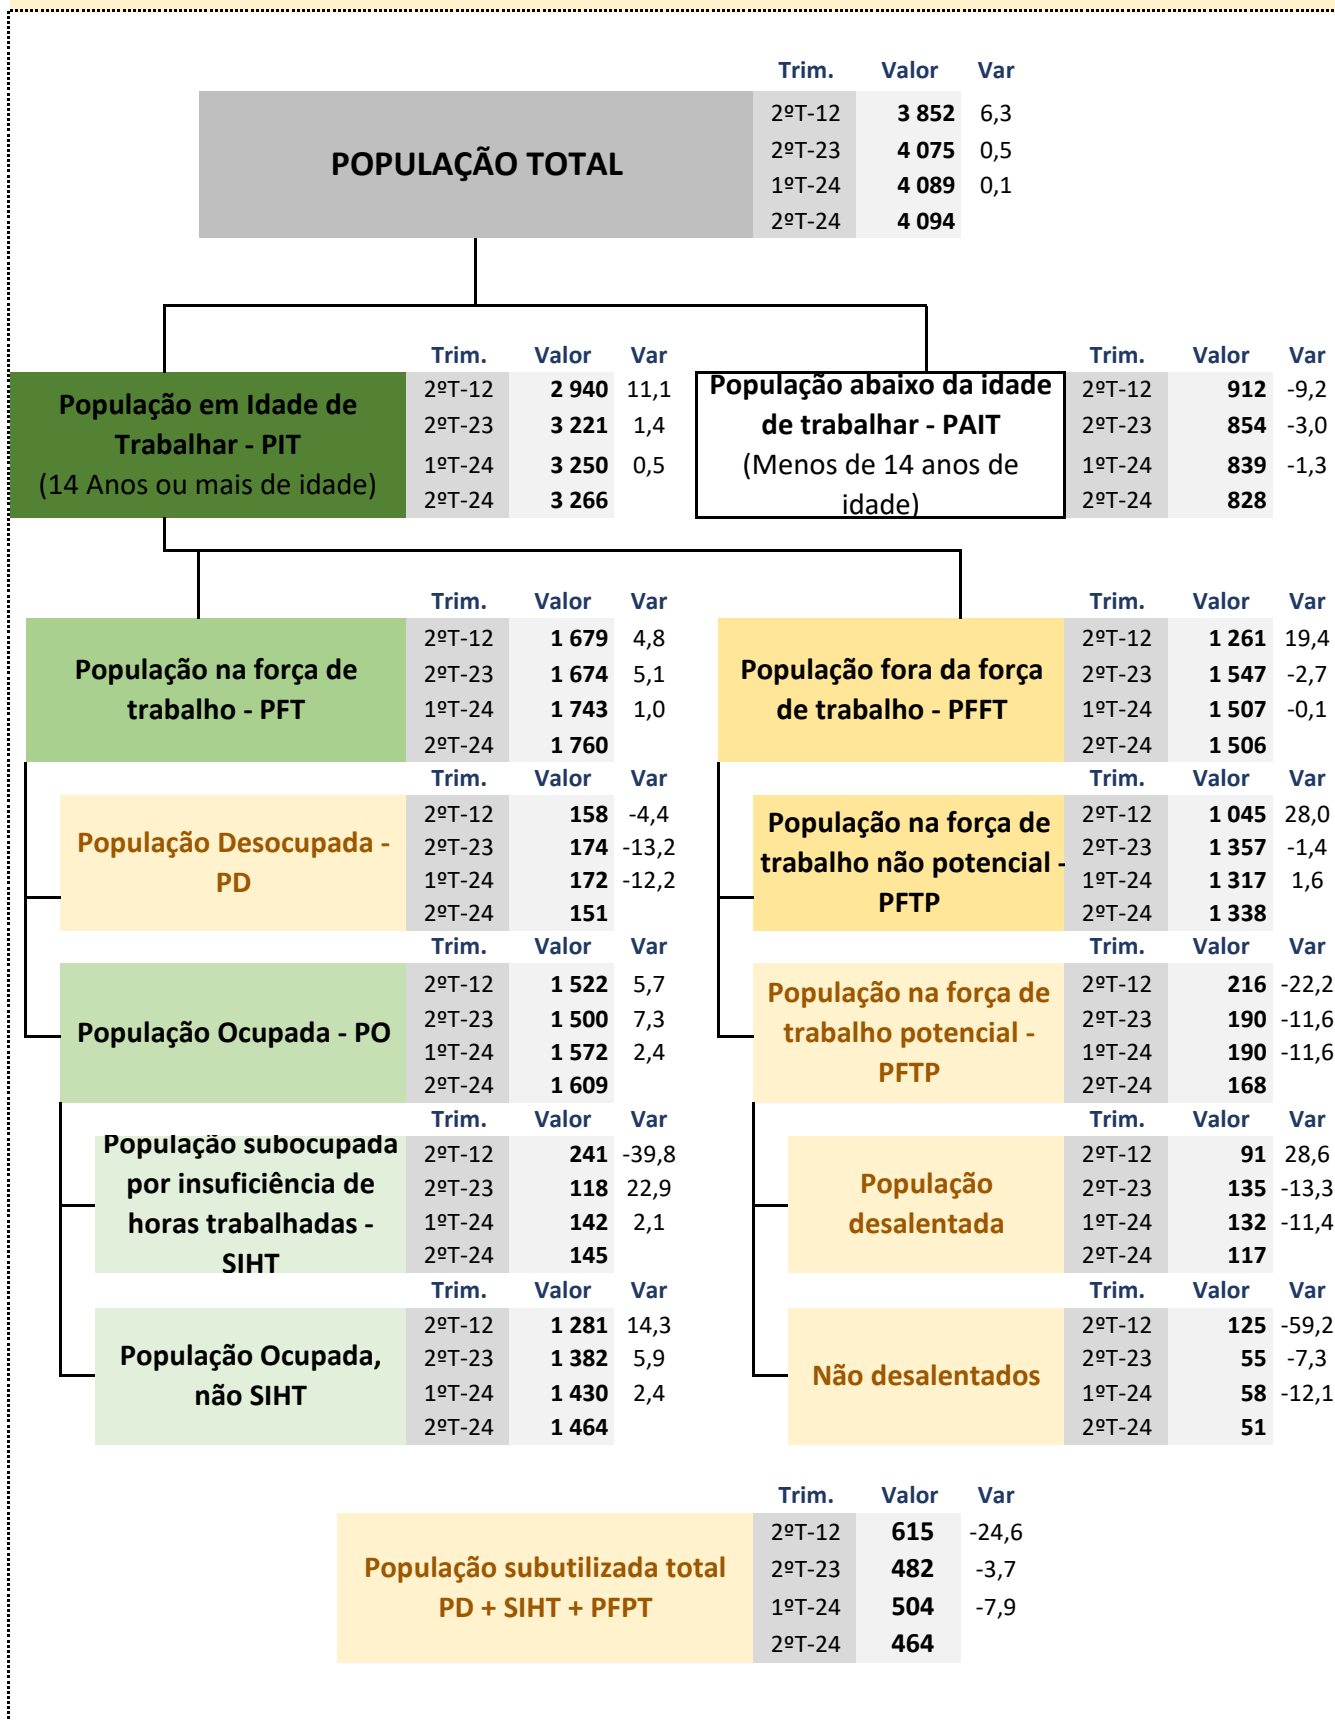 Trim. Valor Var
POPULAÇÃO TOTAL
2ºT-12 3 852 6,3
2ºT-23 4 075 0,5
1ºT-24 4 089 0,1
2ºT-24 4 094
Trim. Valor Var
População em Idade de
Trabalhar - PIT
(14 Anos ou mais de idade)
2ºT-12 2 940 11,1
2ºT-23 3 221 1,4
1ºT-24 3 250 0,5
2ºT-24 3 266
Trim. Valor Var
População abaixo da idade
de trabalhar - PAIT
(Menos de 14 anos de
idade)
2ºT-12 912 -9,2
2ºT-23 854 -3,0
1ºT-24 839 -1,3
2ºT-24 828
Trim. Valor Var
População na força de
trabalho - PFT
2ºT-12 1 679 4,8
2ºT-23 1 674 5,1
1ºT-24 1 743 1,0
2ºT-24 1 760
Trim. Valor Var
População fora da força
de trabalho - PFFT
2ºT-12 1 261 19,4
2ºT-23 1 547 -2,7
1ºT-24 1 507 -0,1
2ºT-24 1 506
Trim. Valor Var
População Desocupada -
PD
2ºT-12 158 -4,4
2ºT-23 174 -13,2
1ºT-24 172 -12,2
2ºT-24 151
Trim. Valor Var
População na força de
trabalho não potencial -
PFTP
2ºT-12 1 045 28,0
2ºT-23 1 357 -1,4
1ºT-24 1 317 1,6
2ºT-24 1 338
Trim. Valor Var
População Ocupada - PO
2ºT-12 1 522 5,7
2ºT-23 1 500 7,3
1ºT-24 1 572 2,4
2ºT-24 1 609
Trim. Valor Var
População na força de
trabalho potencial -
PFTP
2ºT-12 216 -22,2
2ºT-23 190 -11,6
1ºT-24 190 -11,6
2ºT-24 168
Trim. Valor Var
População subocupada
por insuficiência de
horas trabalhadas -
SIHT
2ºT-12 241 -39,8
2ºT-23 118 22,9
1ºT-24 142 2,1
2ºT-24 145
Trim. Valor Var
População
desalentada
2ºT-12 91 28,6
2ºT-23 135 -13,3
1ºT-24 132 -11,4
2ºT-24 117
Trim. Valor Var
População Ocupada,
não SIHT
2ºT-12 1 281 14,3
2ºT-23 1 382 5,9
1ºT-24 1 430 2,4
2ºT-24 1 464
Trim. Valor Var
Não desalentados
2ºT-12 125 -59,2
2ºT-23 55 -7,3
1ºT-24 58 -12,1
2ºT-24 51
Trim. Valor Var
População subutilizada total
PD + SIHT + PFPT
2ºT-12 615 -24,6
2ºT-23 482 -3,7
1ºT-24 504 -7,9
2ºT-24 464